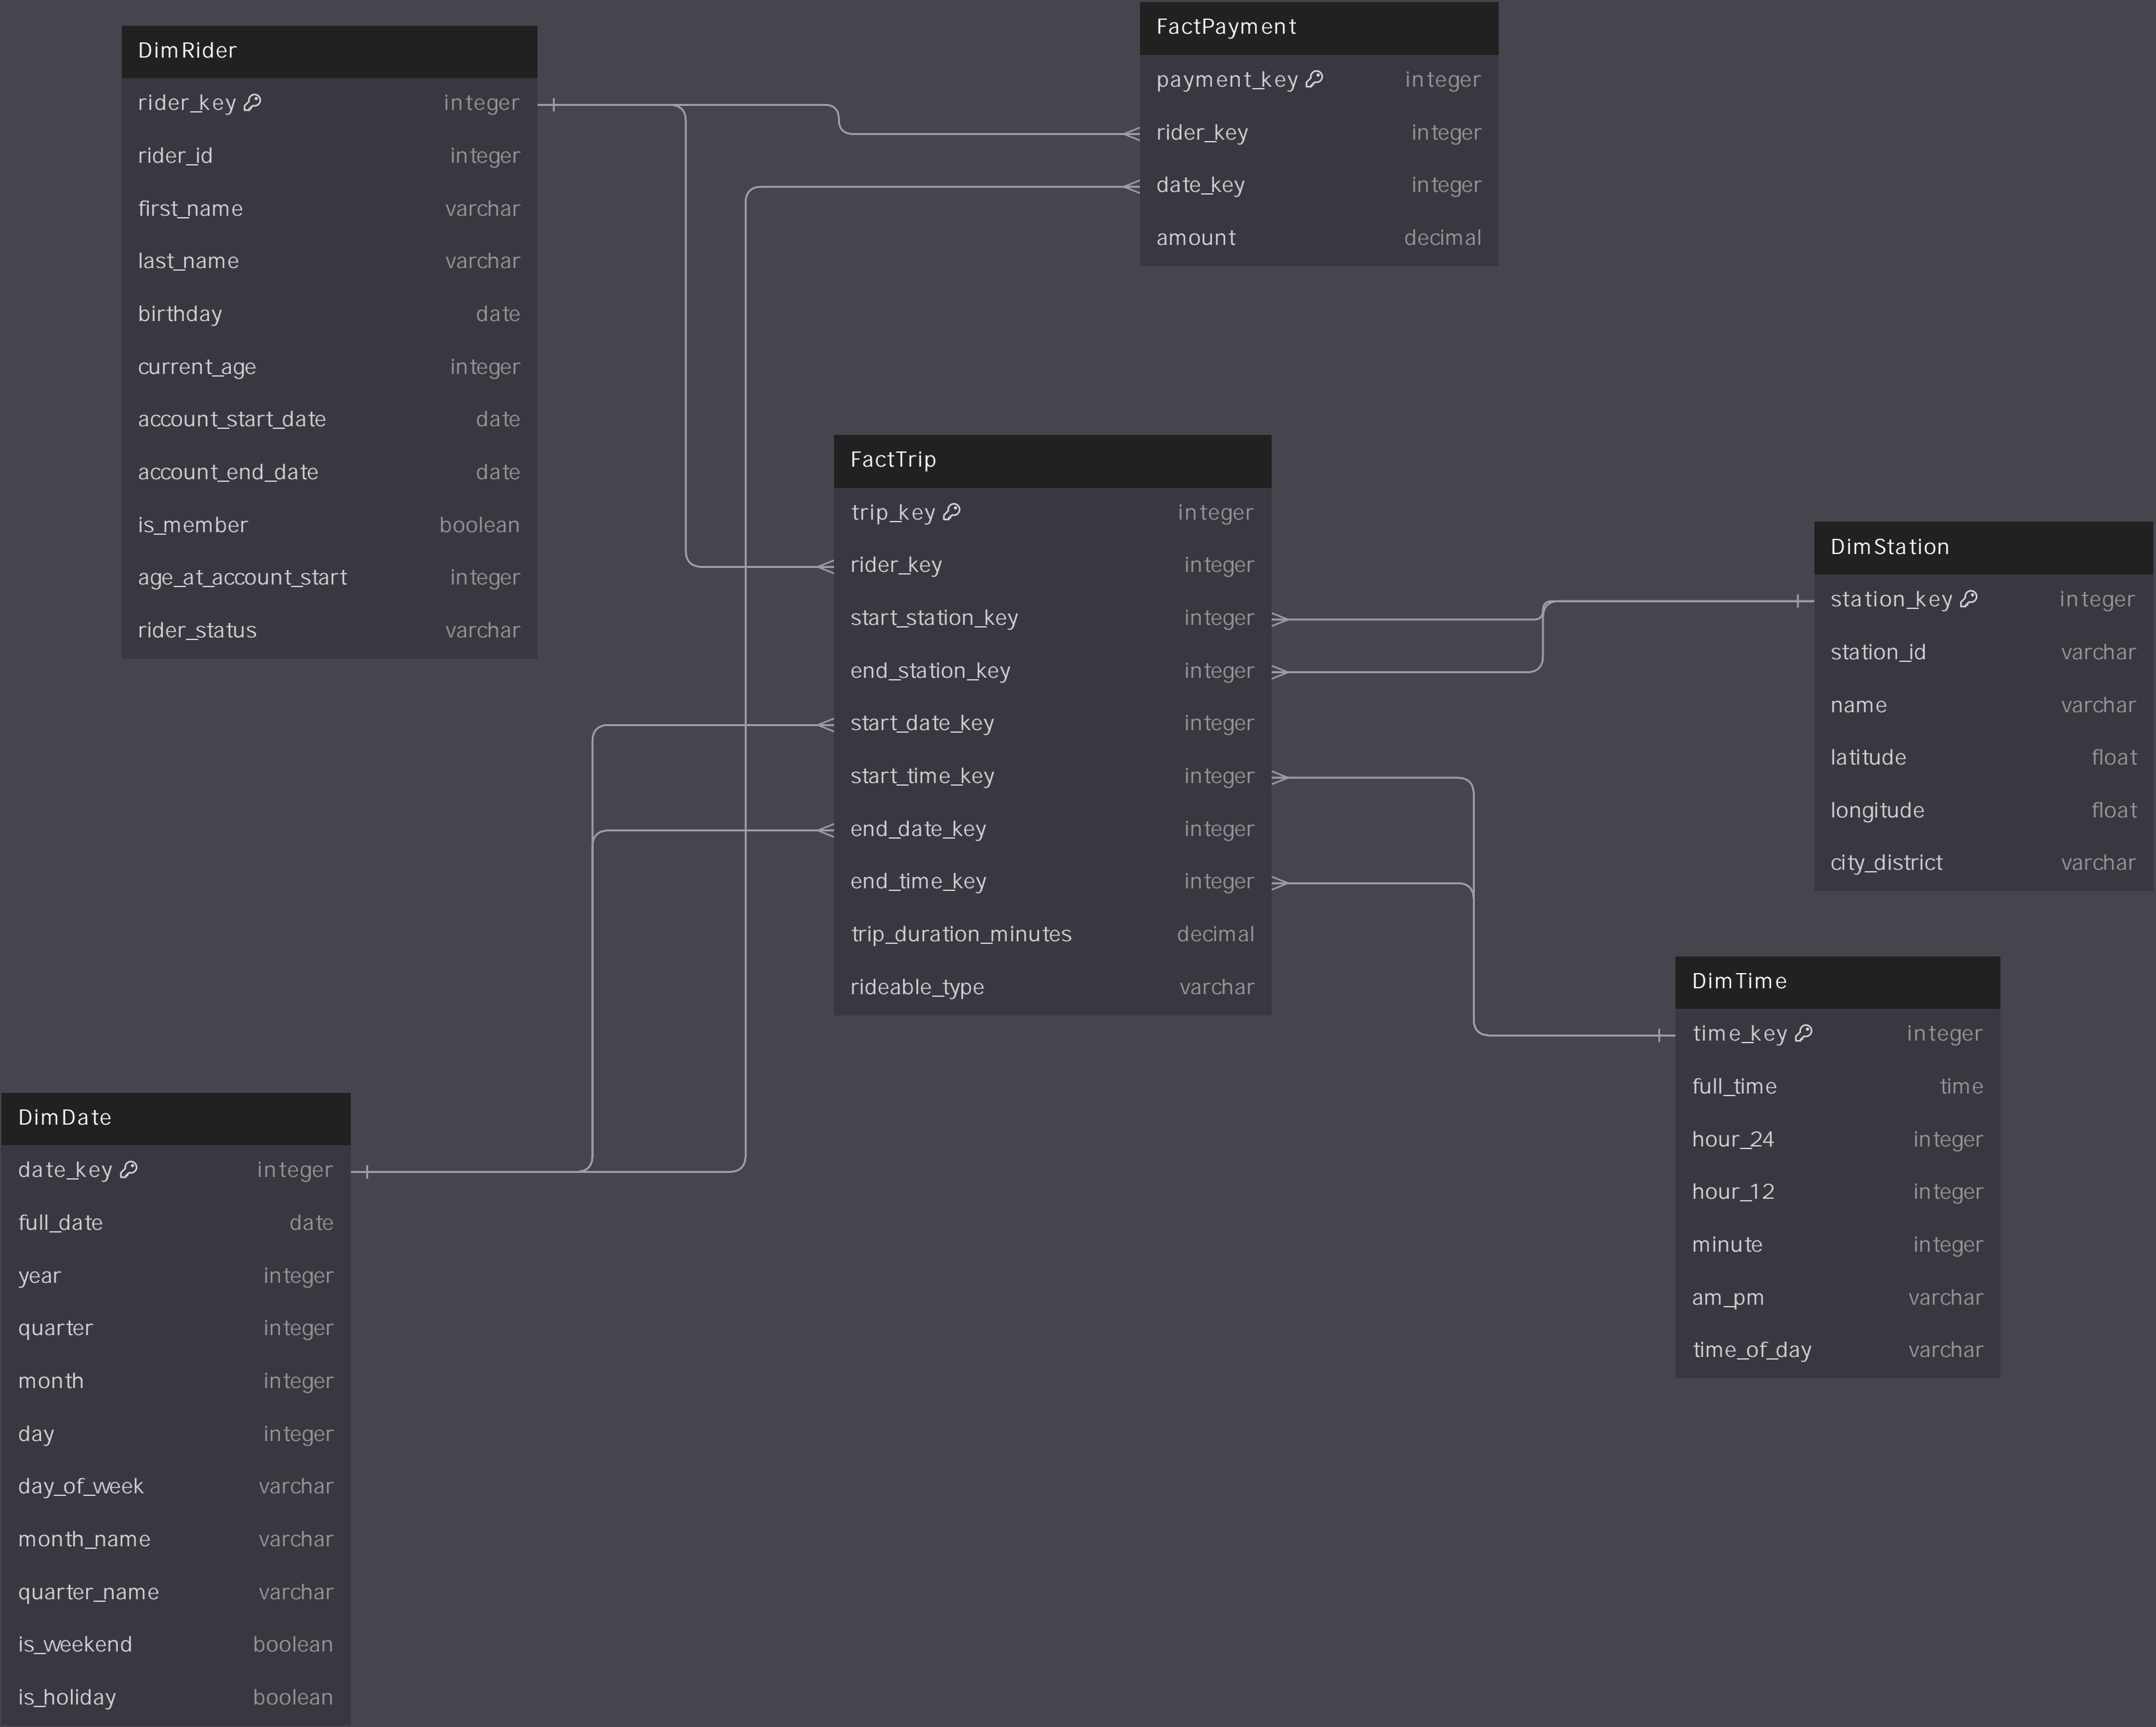 DimRider
rider_key integer
rider_id integer
first_name varchar
last_name varchar
birthday date
current_age integer
account_start_date date
account_end_date date
is_member boolean
age_at_account_start integer
rider_status varchar
FactPayment
payment_key integer
rider_key integer
date_key integer
amount decimal
FactTrip
trip_key integer
rider_key integer
start_station_key integer
end_station_key integer
start_date_key integer
start_time_key integer
end_date_key integer
end_time_key integer
trip_duration_minutes decimal
rideable_type varchar
DimStation
station_key integer
station_id varchar
name varchar
latitude float
longitude float
city_district varchar
DimTime
time_key integer
full_time time
hour_24 integer
hour_12 integer
minute integer
am_pm varchar
time_of_day varchar
DimDate
date_key integer
full_date date
year integer
quarter integer
month integer
day integer
day_of_week varchar
month_name varchar
quarter_name varchar
is_weekend boolean
is_holiday boolean